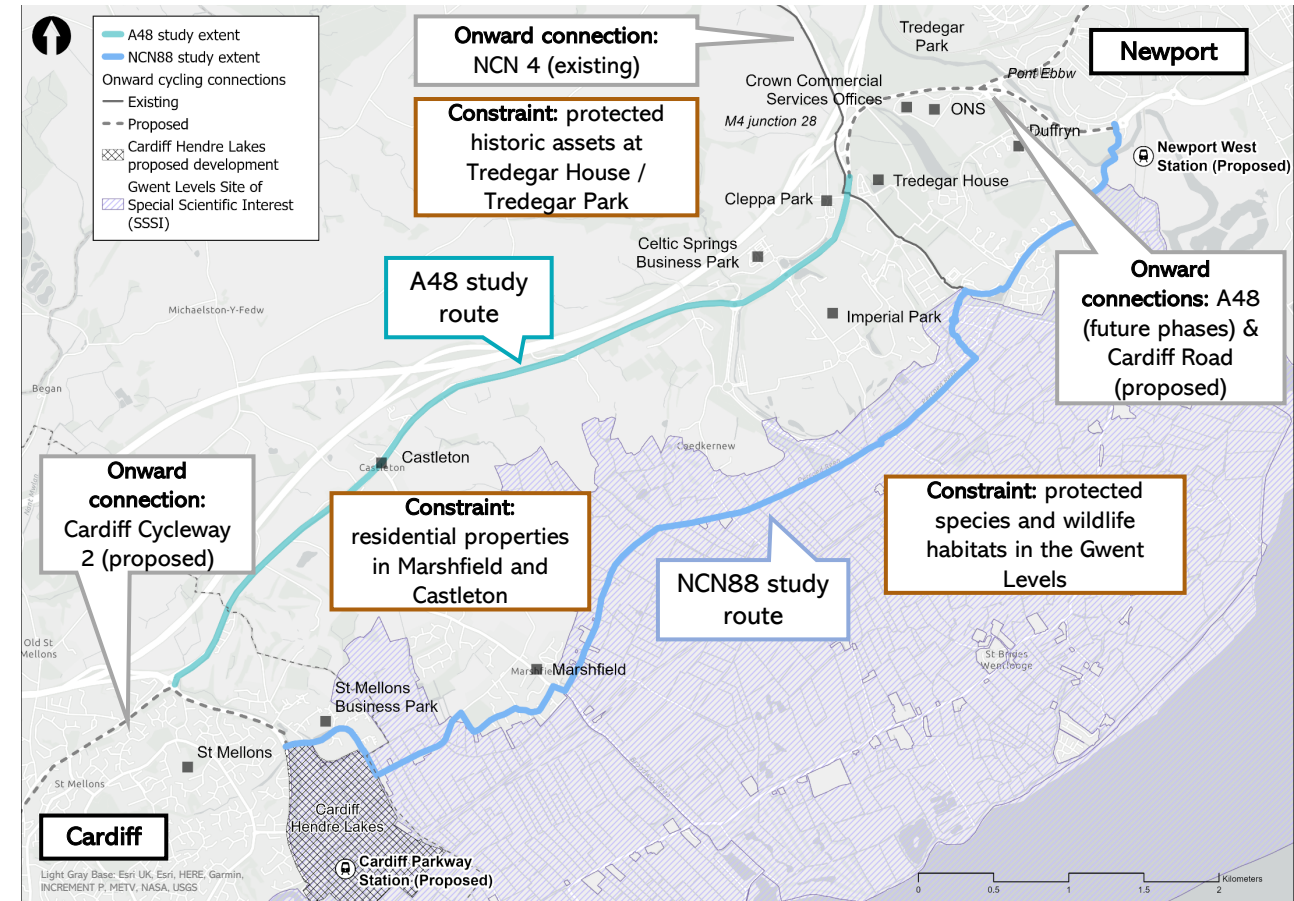 A48 study extent
NCN88 study extent
Onward cycling connections
Existing
Proposed
Cardiff Hendre Lakes
proposed development
Gwent Levels Site of
Special Scientific Interest
(SSSI)
Onward connection:
NCN 4 (existing)
Constraint: protected
historic assets at
Tredegar House /
Tredegar Park
Tredegar
Park
Newport
Pont Ebbw
Crown Commercial
Services Offices
ONS
M4 junction 28
Duffryn
Newport West
Station (Proposed)
Tredegar House
Cleppa Park
Celtic Springs
Business Park
A48 study
route
Onward
connections: A48
(future phases) &
Cardiff Road
(proposed)
Michaelston-Y-Fedw
Imperial Park
Began
Coedkernew
Castleton
Castleton
Onward
connection:
Cardiff Cycleway
2 (proposed)
Constraint:
residential properties
in Marshfield and
Castleton
Constraint: protected
species and wildlife
habitats in the Gwent
Levels
NCN88 study
route
Old St
Mellons
St Brides
Wentlooge
Marshfield
St Mellons
Business Park
St Mellons
St Mellons
Cardiff
Hendre Lakes
Cardiff
Cardiff Parkway
Station (Proposed)
Light Gray Base: Esri UK, Esri, HERE, Garmin,
INCREMENT P, METV, NASA, USGS
Kilometers
0 0.5 1 1.5 2